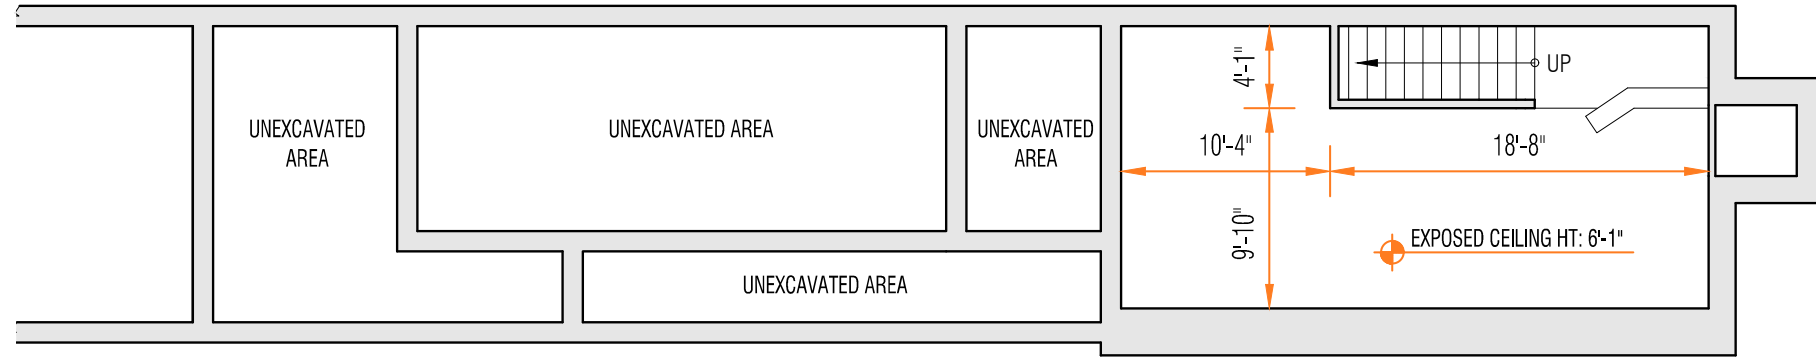 UP
4'-1"
UNEXCAVATED
AREA
UNEXCAVATED AREA
UNEXCAVATED
AREA
10'-4"
18'-8"
9'-10"
EXPOSED CEILING HT: 6'-1"
UNEXCAVATED AREA